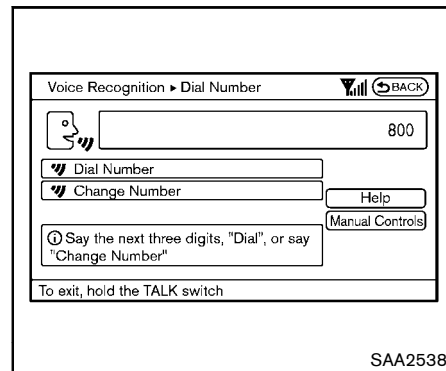 Voice Recognition ▸ Dial Number
BACK
800
Dial Number
Change Number
Help
Manual Controls
Say the next three digits, "Dial", or say
"Change Number"
To exit, hold the TALK switch
SAA2538